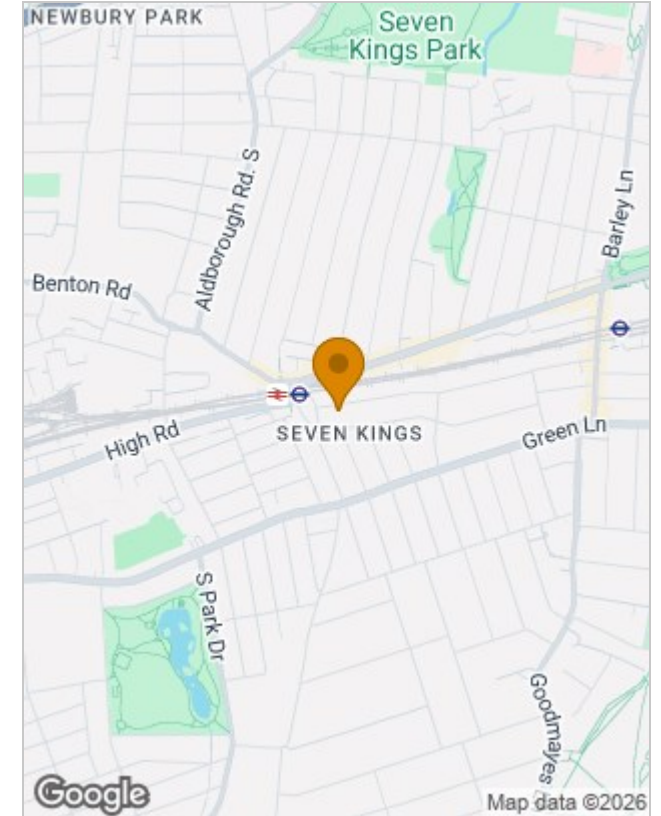 NEWBURY PARK
Seven
Kings Park
Aldborough Rd. S
Barley Ln
Benton Rd
High Rd
SEVEN KINGS
Green Ln
S Park Dr
Goodmayes
Google
Map data ©2026